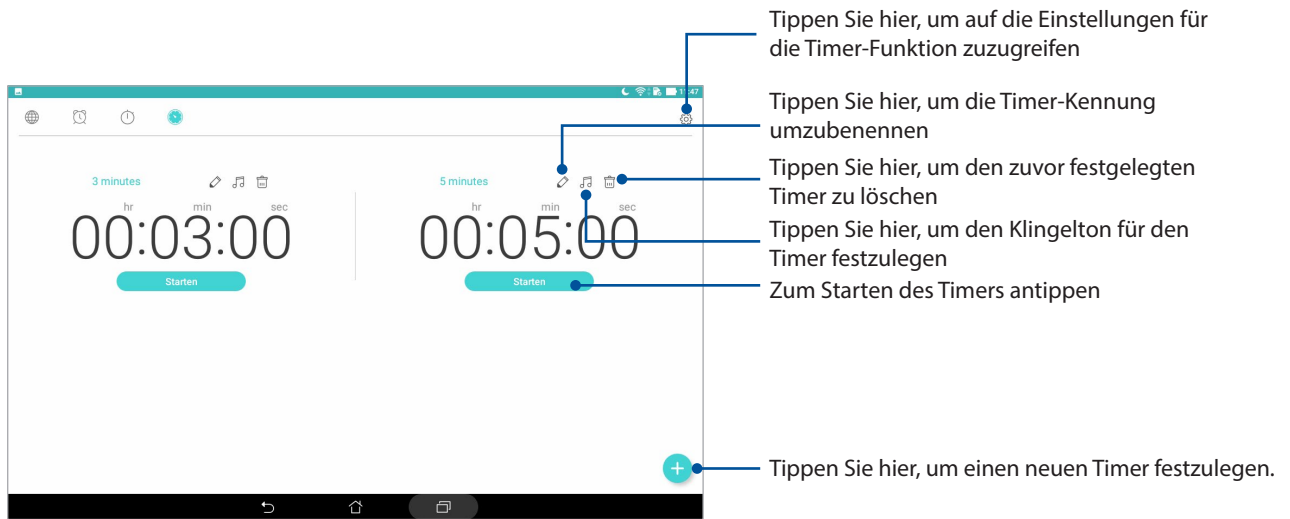 Tippen Sie hier, um auf die Einstellungen für
die Timer-Funktion zuzugreifen
Tippen Sie hier, um die Timer-Kennung
umzubenennen
Tippen Sie hier, um den zuvor festgelegten
Timer zu löschen
Tippen Sie hier, um den Klingelton für den
Timer festzulegen
Zum Starten des Timers antippen
Tippen Sie hier, um einen neuen Timer festzulegen.
3 minutes
hr min sec
00:03:00
Starten
5 minutes
hr min sec
00:05:00
Starten